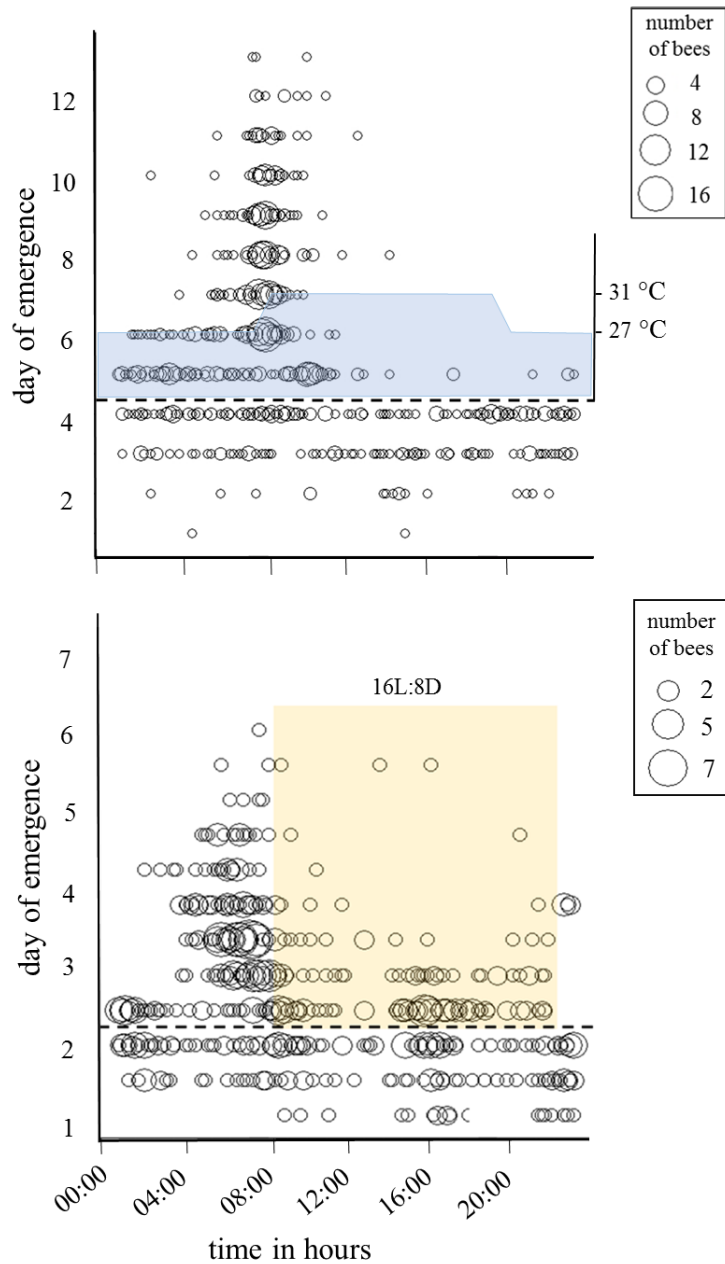 number
of bees
4
8
12
16
12
10
8
6
4
2
day of emergence
31 °C
27 °C
number
of bees
2
5
7
16L:8D
7
6
5
4
3
2
1
day of emergence
00:00
04:00
08:00
12:00
16:00
20:00
time in hours